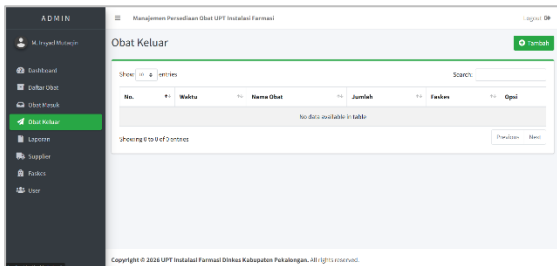 ADMIN
Manajemen Persediaan Obat UPT Instalasi Farmasi
Logout
Obat Keluar
Tambah
Dashboard
Daftar Obat
Obat Masuk
Obat Keluar
Laporan
Supplier
Faskes
User
Show 10 entries
Search:
No. Waktu Nama Obat Jumlah Faskes Opsi
No data available in table
Showing 0 to 0 of 0 entries
Previous Next
Copyright © 2026 UPT Instalasi Farmasi Dinkes Kabupaten Pekalongan. All rights reserved.